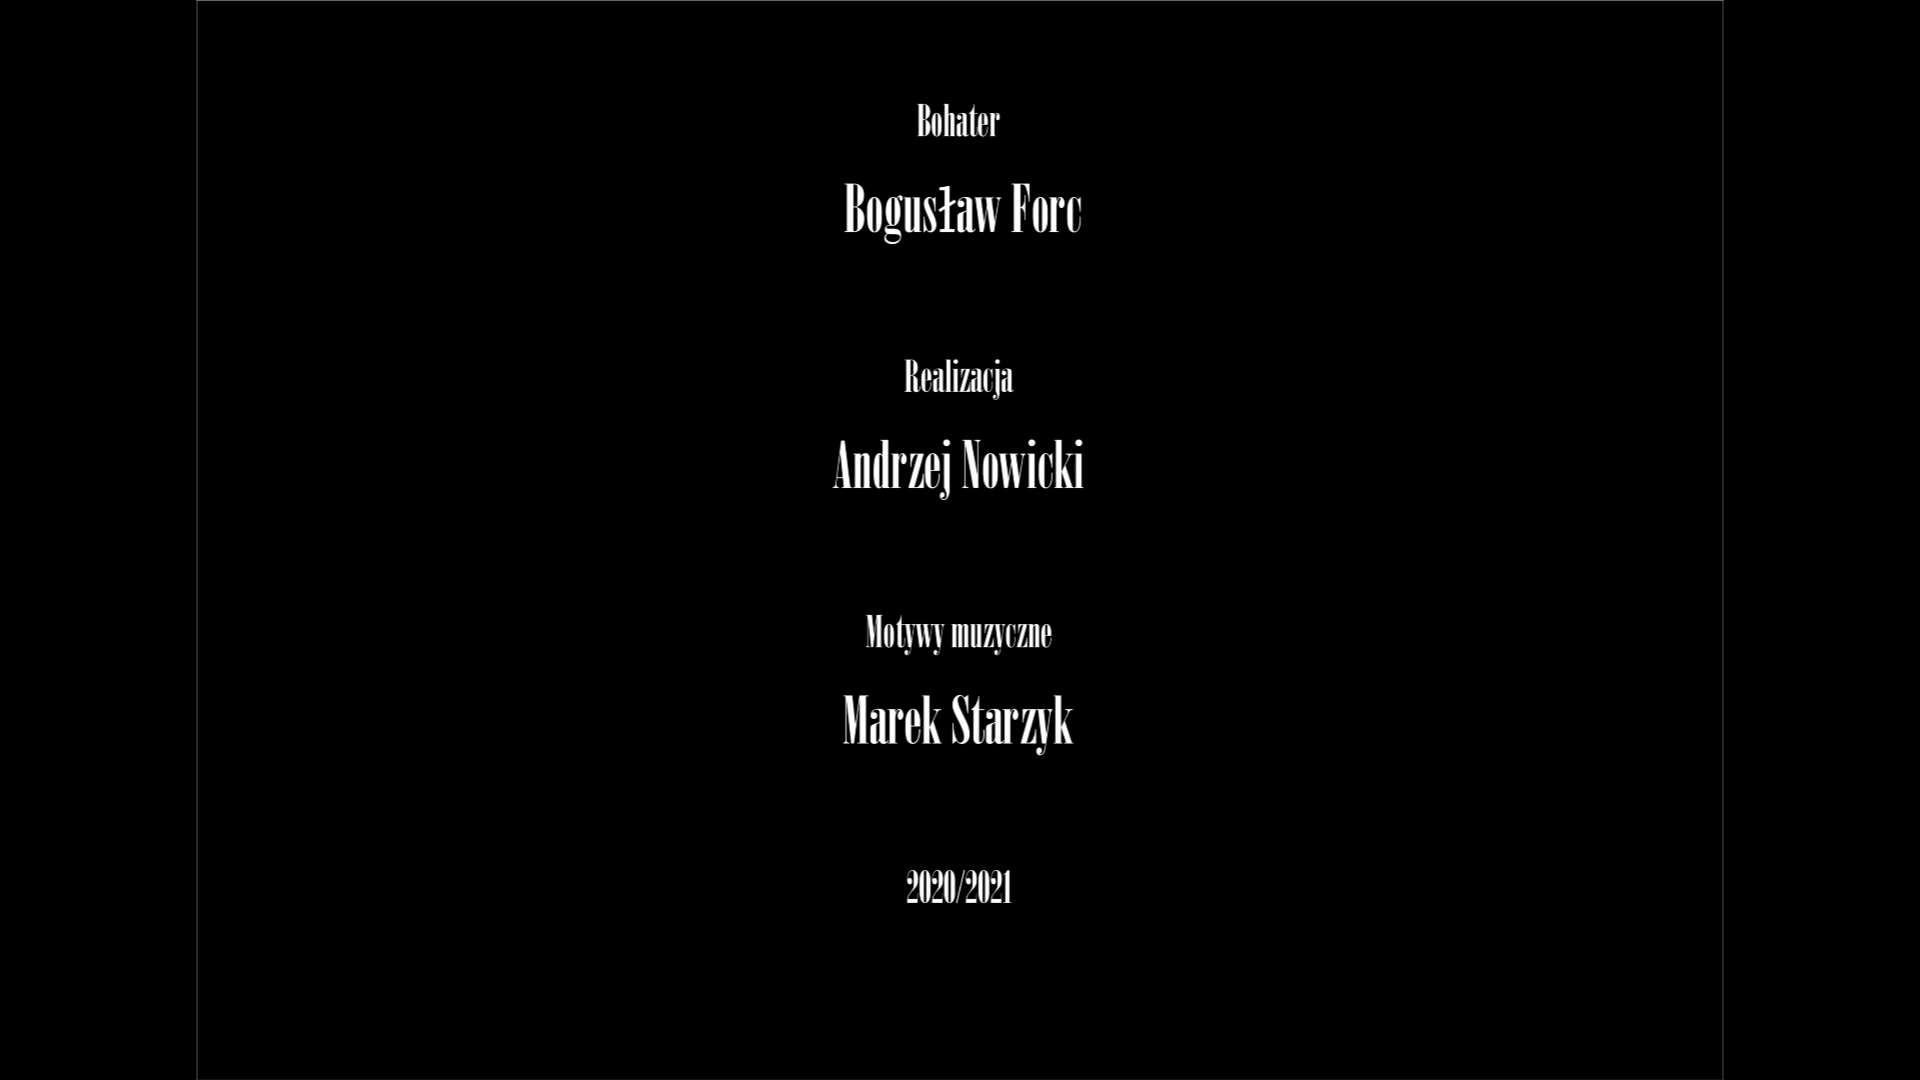 Bohater
Bogusław Forc
Realizacja
Andrzej Nowicki
Motywy muzyczne
Marek Starzyk
2020/2021